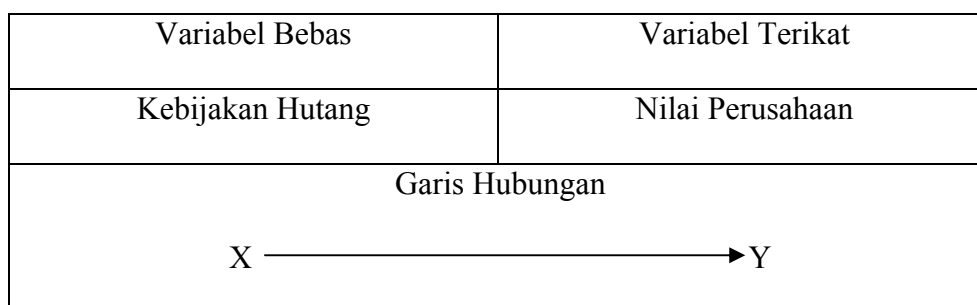 Variabel Bebas Variabel Terikat
Kebijakan Hutang Nilai Perusahaan
Garis Hubungan
X Y